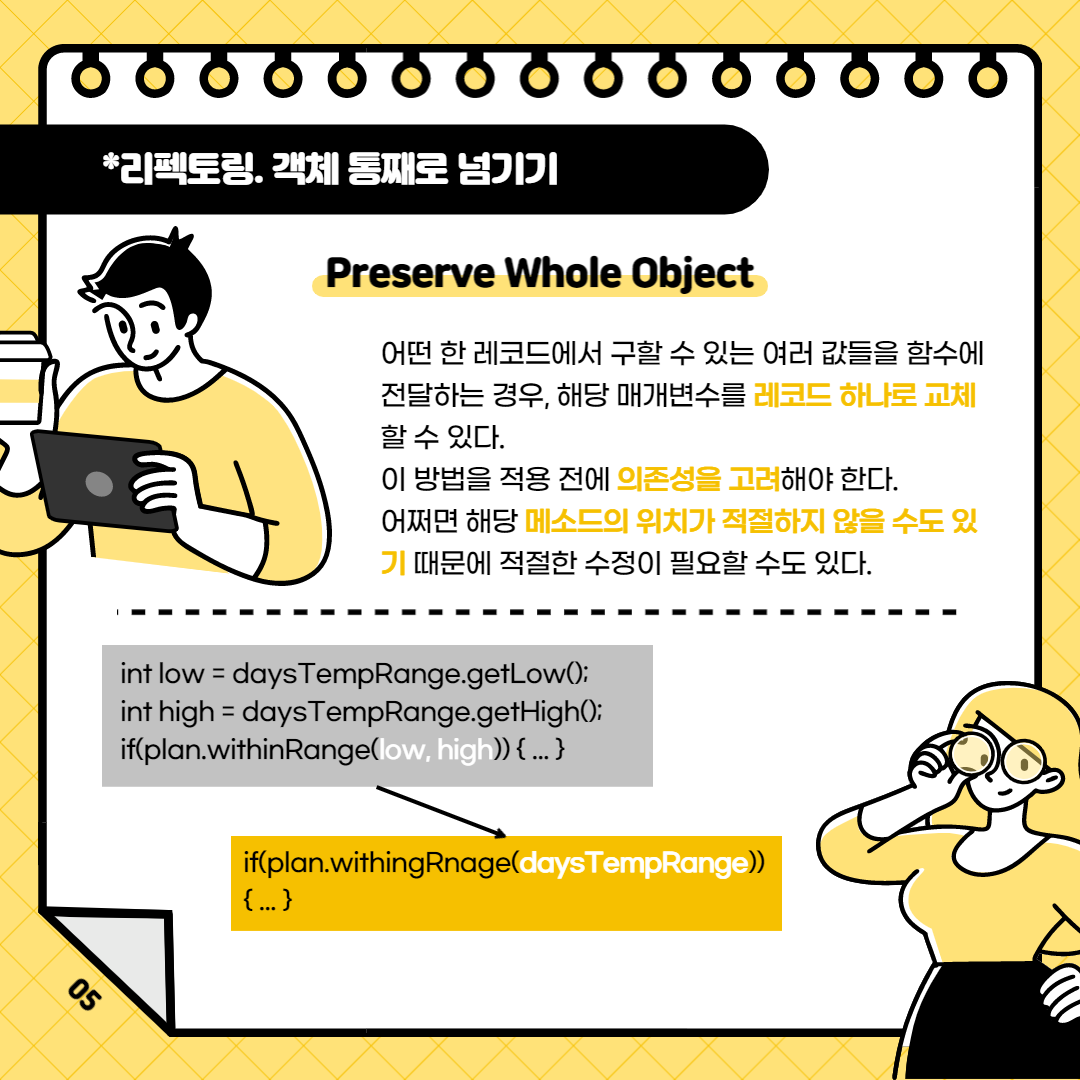 *리펙토링. 객체 통째로 넘기기
Preserve Whole Object
어떤 한 레코드에서 구할 수 있는 여러 값들을 함수에
전달하는 경우, 해당 매개변수를 레코드 하나로 교체
할 수 있다.
이 방법을 적용 전에 의존성을 고려해야 한다.
어쩌면 해당 메소드의 위치가 적절하지 않을 수도 있
기 때문에 적절한 수정이 필요할 수도 있다.
int low = daysTempRange.getLow();
int high = daysTempRange.getHigh();
if(plan.withinRange(low, high)) { ... }
if(plan.withingRnage(daysTempRange))
{ ... }
05